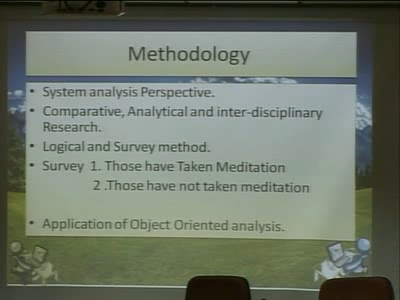 Methodology
• System analysis Perspective.
• Comparative, Analytical and inter-disciplinary
Research.
• Logical and Survey method.
• Survey 1. Those have Taken Meditation
2 .Those have not taken meditation
• Application of Object Oriented analysis.